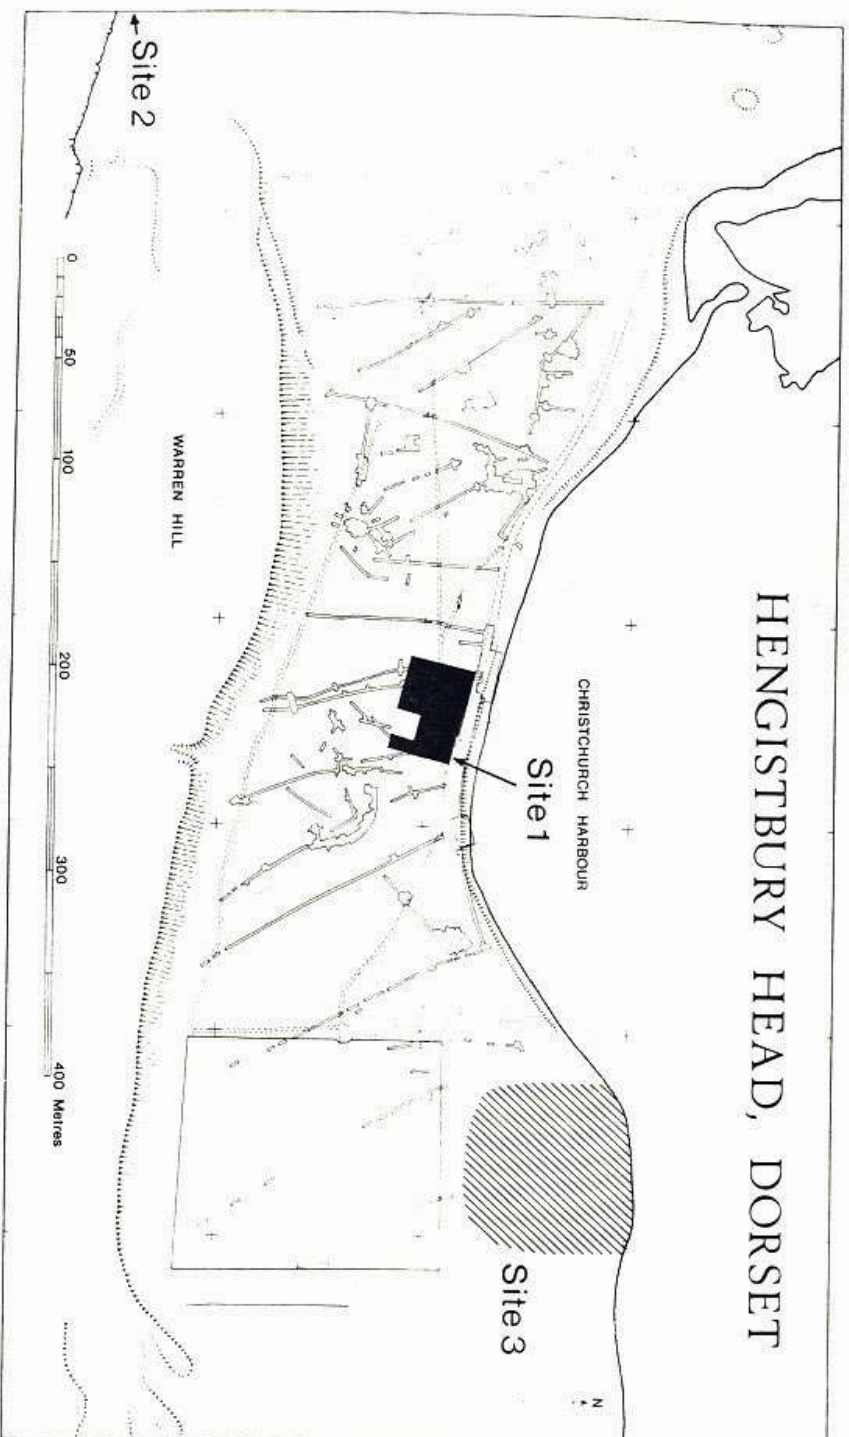 HENGISTBURY HEAD, DORSET
CHRISTCHURCH HARBOUR
Site 1
Site 3
N
WARREN HILL
Site 2
0 50 100 200 300 400 Metres